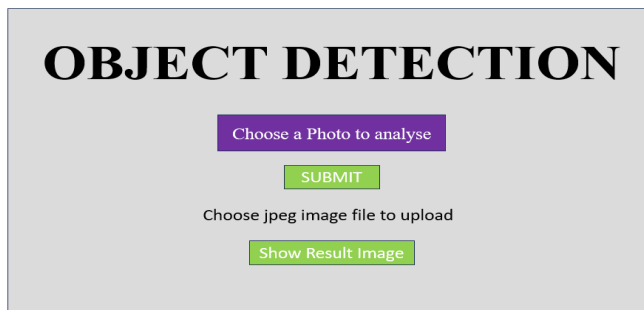 OBJECT DETECTION
Choose a Photo to analyse
SUBMIT
Choose jpeg image file to upload
Show Result Image